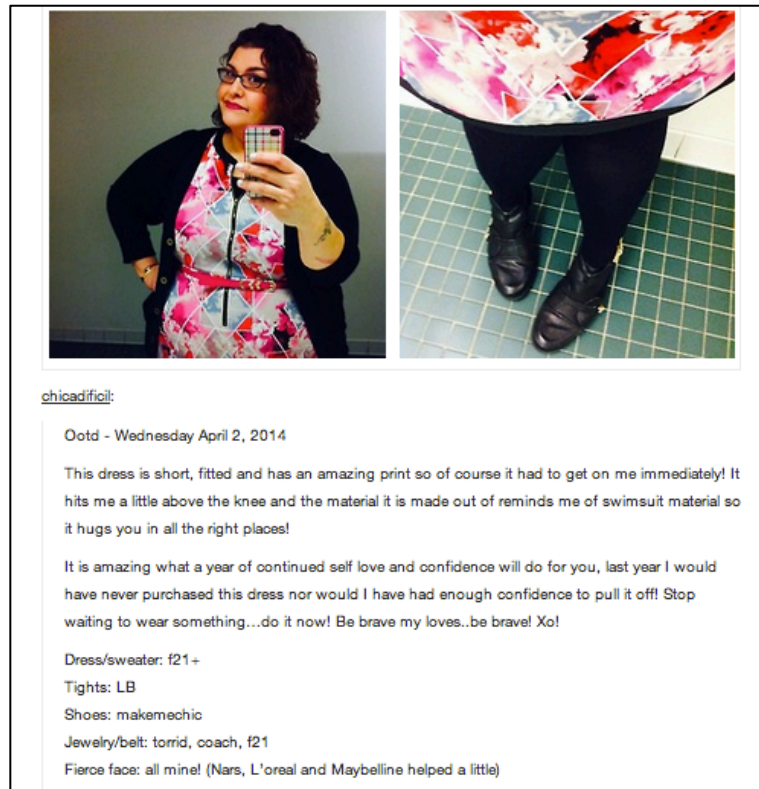 chicadificil:
Ootd - Wednesday April 2, 2014
This dress is short, fitted and has an amazing print so of course it had to get on me immediately! It
hits me a little above the knee and the material it is made out of reminds me of swimsuit material so
it hugs you in all the right places!
It is amazing what a year of continued self love and confidence will do for you, last year I would
have never purchased this dress nor would I have had enough confidence to pull it off! Stop
waiting to wear something...do it now! Be brave my loves..be brave! Xo!
Dress/sweater: f21+
Tights: LB
Shoes: makemechic
Jewelry/belt: torrid, coach, f21
Fierce face: all mine! (Nars, L'oreal and Maybelline helped a little)